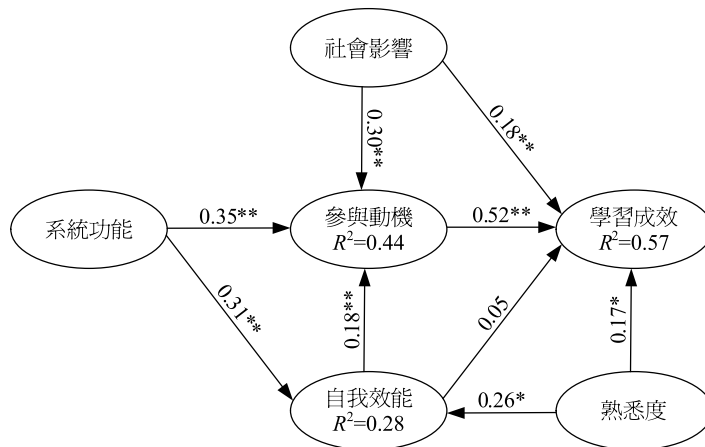 社會影響
0.30**
0.18**
系統功能
0.35**
參與動機
R²=0.44
0.52**
學習成效
R²=0.57
0.31**
0.18**
0.05
0.17*
自我效能
R²=0.28
0.26*
熟悉度